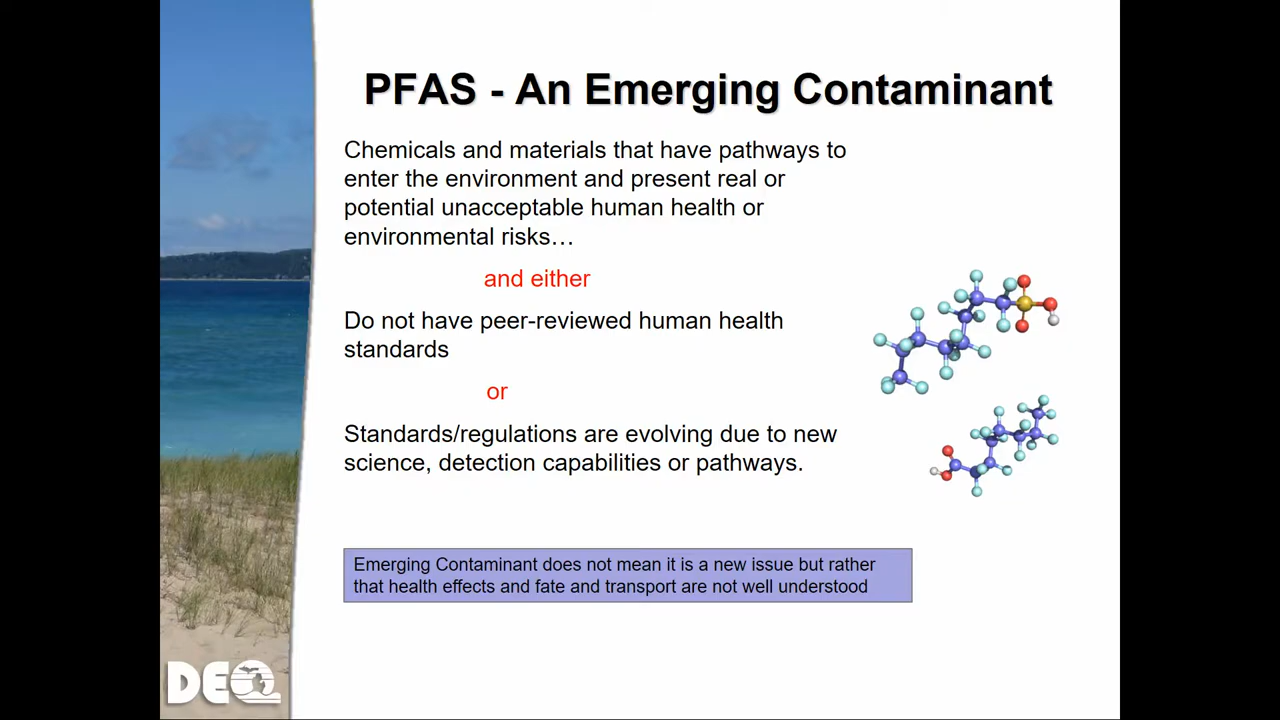 PFAS - An Emerging Contaminant
Chemicals and materials that have pathways to
enter the environment and present real or
potential unacceptable human health or
environmental risks…
and either
Do not have peer-reviewed human health
standards
or
Standards/regulations are evolving due to new
science, detection capabilities or pathways.
Emerging Contaminant does not mean it is a new issue but rather
that health effects and fate and transport are not well understood
DEQ